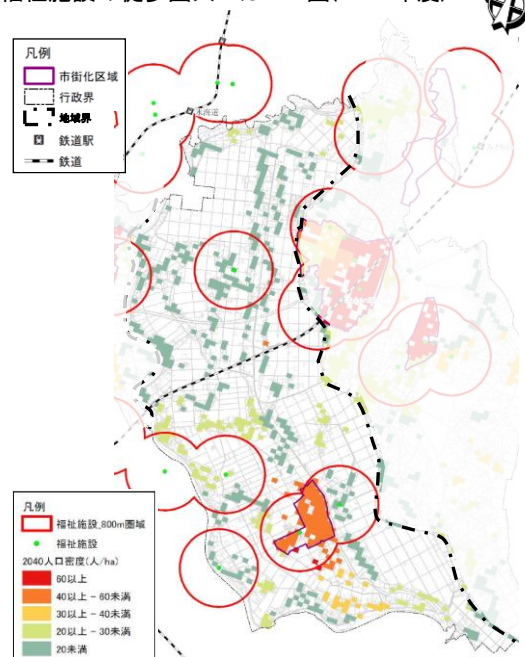 凡例
市街化区域
行政界
地域界
鉄道駅
鉄道
凡例
福祉施設_800m圏域
福祉施設
2040人口密度(人/ha)
60以上
40以上 - 60未満
30以上 - 40未満
20以上 - 30未満
20未満